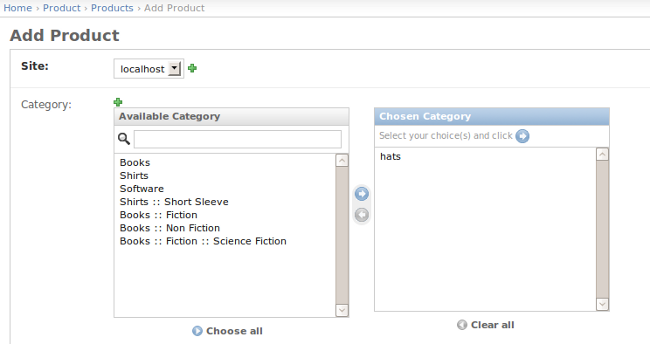 Home › Product › Products › Add Product
Add Product
Site: localhost
Category:
Available Category
Books
Shirts
Software
Shirts :: Short Sleeve
Books :: Fiction
Books :: Non Fiction
Books :: Fiction :: Science Fiction
Choose all
Chosen Category
Select your choice(s) and click
hats
Clear all